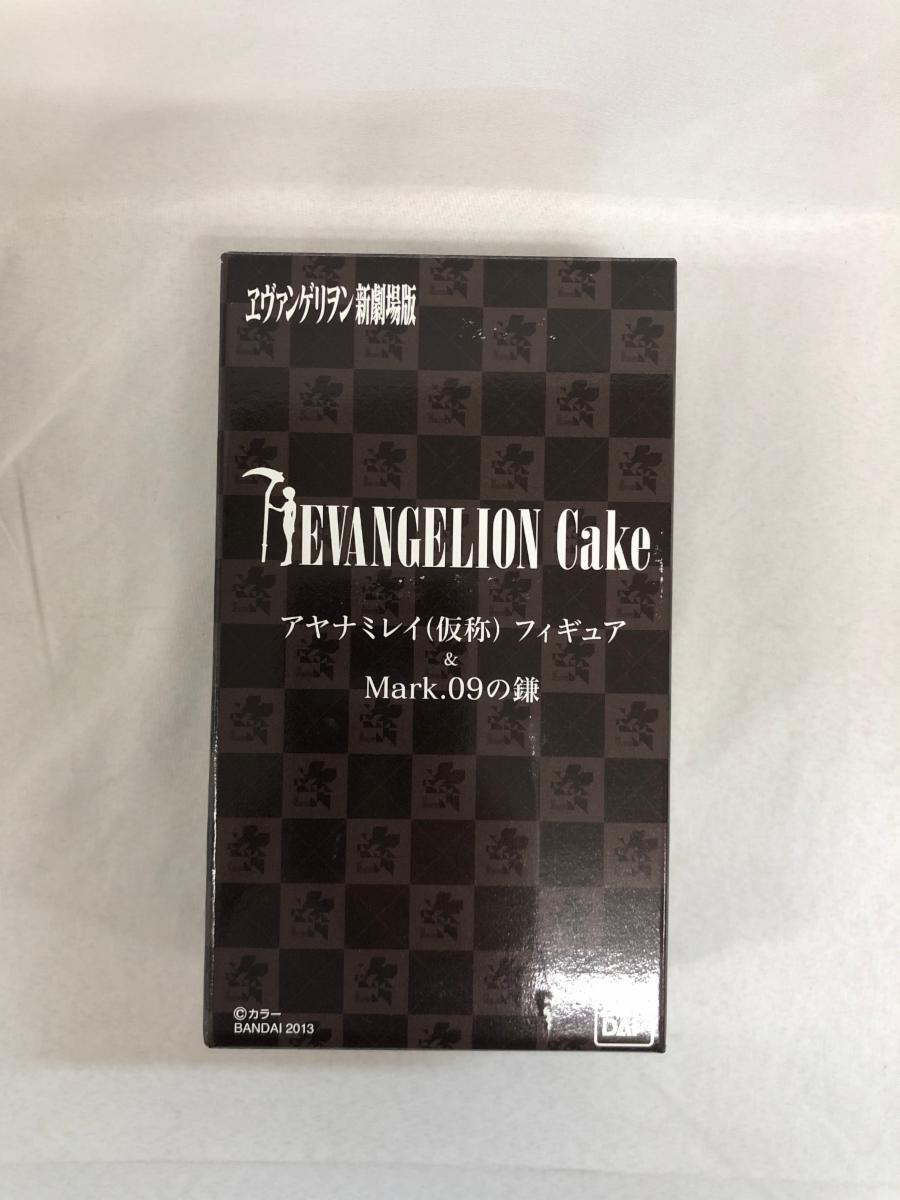 ヱヴァンゲリヲン新劇場版
EVANGELION Cake
アヤナミレイ(仮称) フィギュア
&
Mark.09の鎌
©カラー
BANDAI 2013